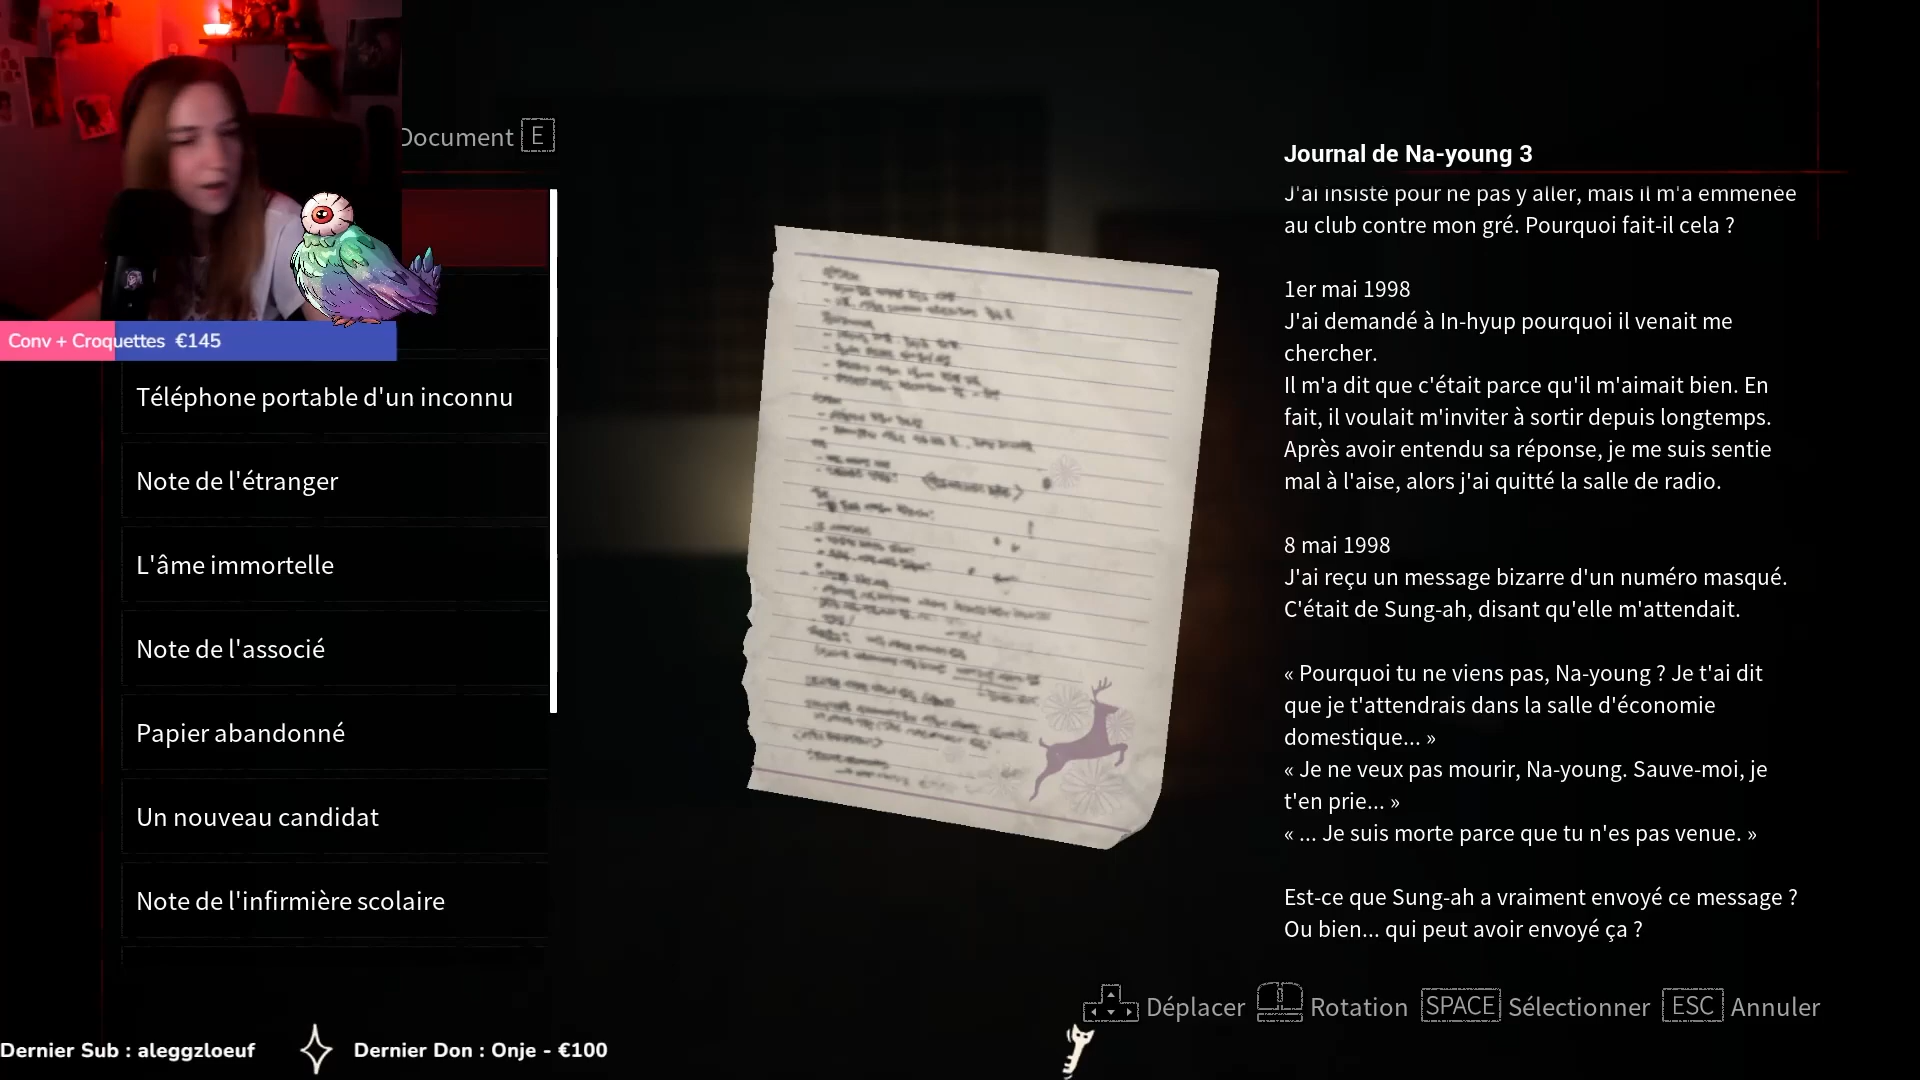 Document E
Conv + Croquettes €145
Téléphone portable d'un inconnu
Note de l'étranger
L'âme immortelle
Note de l'associé
Papier abandonné
Un nouveau candidat
Note de l'infirmière scolaire
Journal de Na-young 3
J'ai insisté pour ne pas y aller, mais il m'a emmenée
au club contre mon gré. Pourquoi fait-il cela ?
1er mai 1998
J'ai demandé à In-hyup pourquoi il venait me
chercher.
Il m'a dit que c'était parce qu'il m'aimait bien. En
fait, il voulait m'inviter à sortir depuis longtemps.
Après avoir entendu sa réponse, je me suis sentie
mal à l'aise, alors j'ai quitté la salle de radio.
8 mai 1998
J'ai reçu un message bizarre d'un numéro masqué.
C'était de Sung-ah, disant qu'elle m'attendait.
« Pourquoi tu ne viens pas, Na-young ? Je t'ai dit
que je t'attendrais dans la salle d'économie
domestique... »
« Je ne veux pas mourir, Na-young. Sauve-moi, je
t'en prie... »
« ... Je suis morte parce que tu n'es pas venue. »
Est-ce que Sung-ah a vraiment envoyé ce message ?
Ou bien... qui peut avoir envoyé ça ?
Déplacer Rotation SPACE Sélectionner ESC Annuler
Dernier Sub : aleggzloeuf Dernier Don : Onje - €100